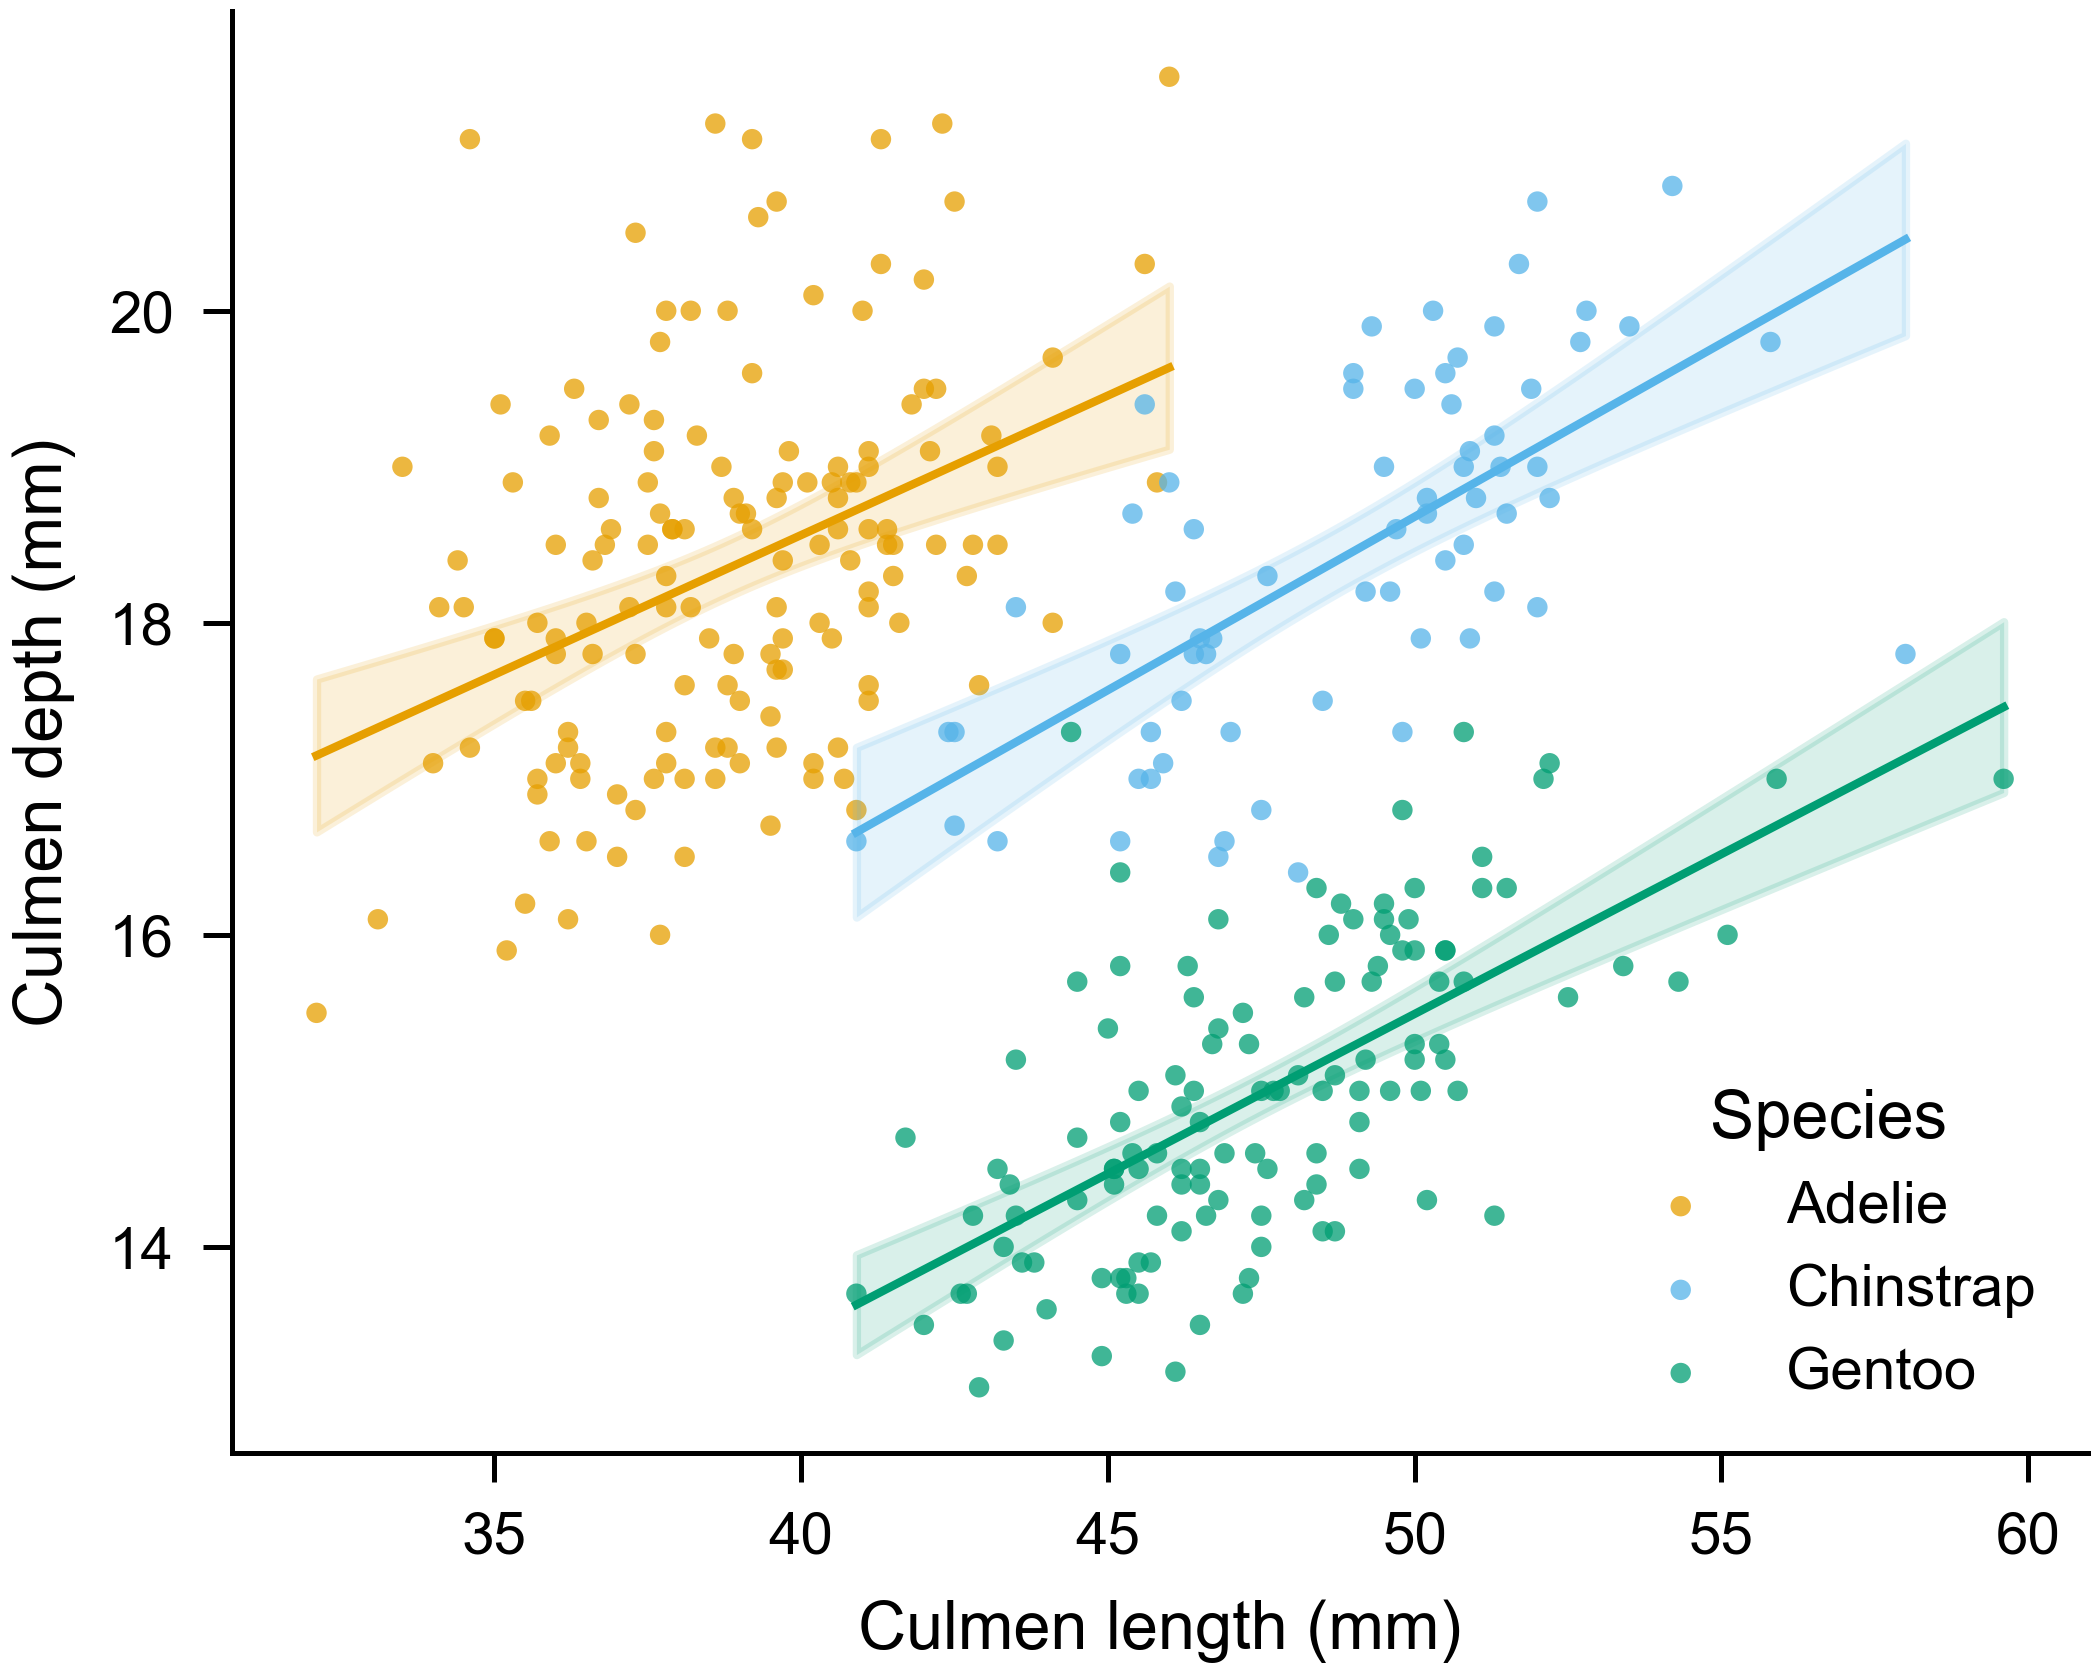 Culmen depth (mm)
20
18
16
14
Species
Adelie
Chinstrap
Gentoo
35 40 45 50 55 60
Culmen length (mm)